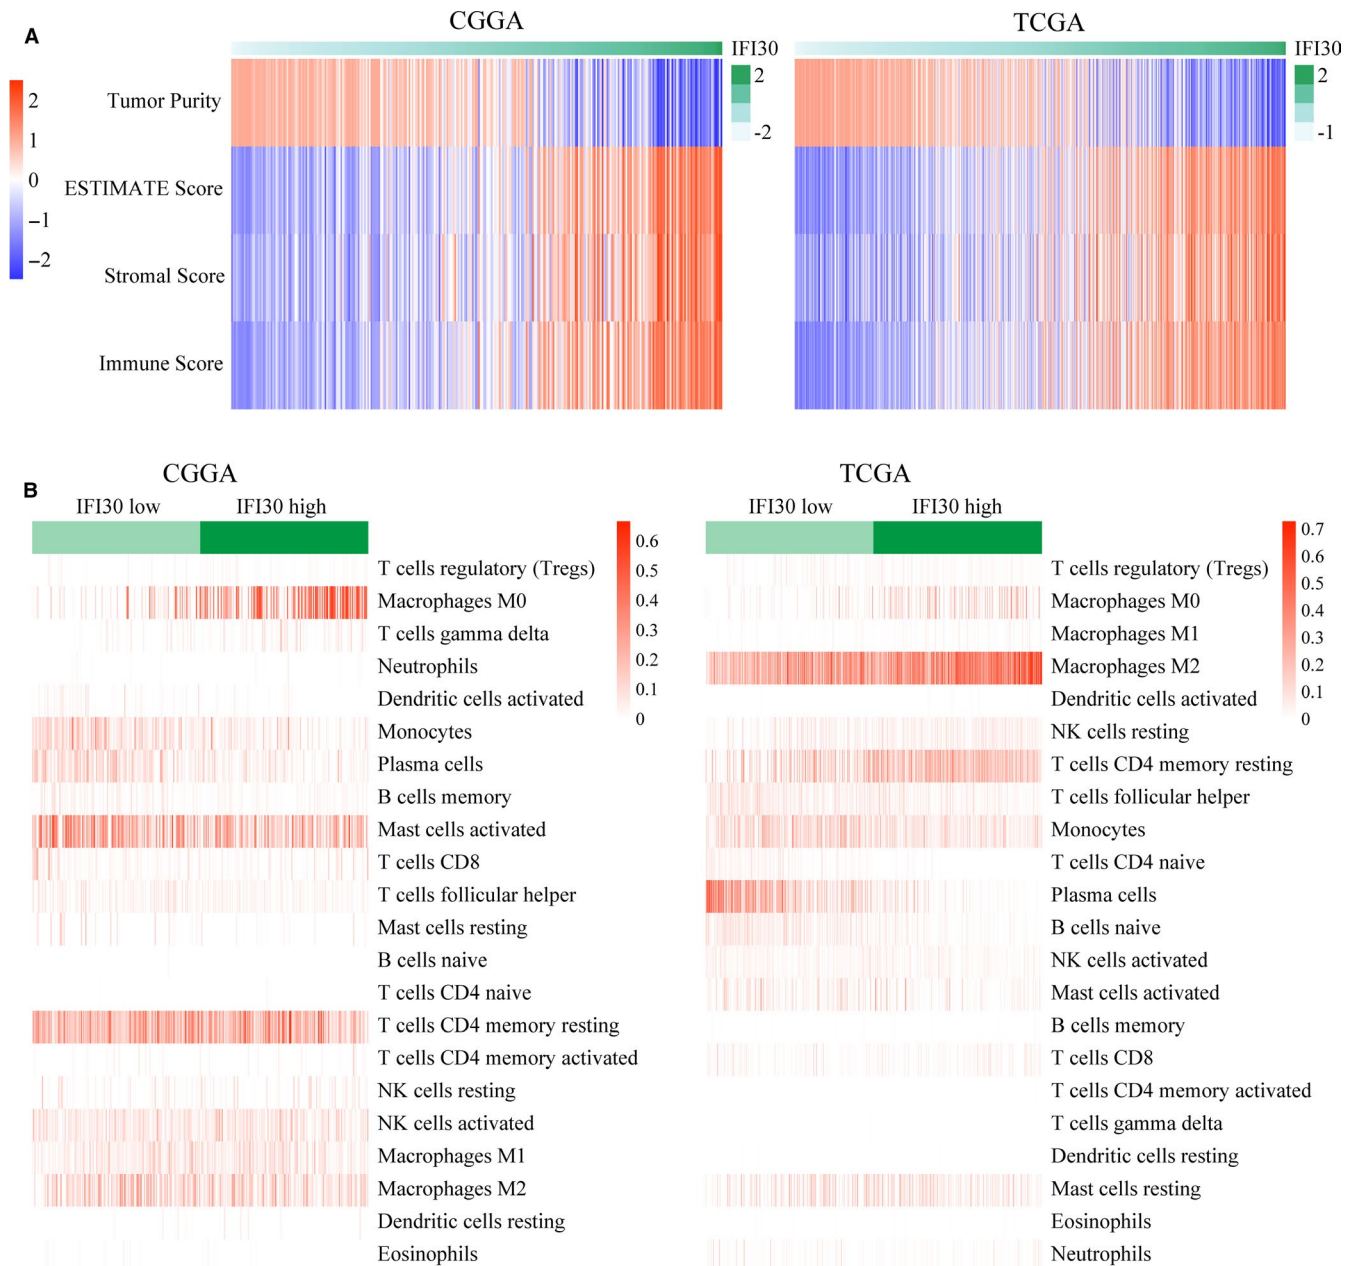 A
CGGA
TCGA
IFI30
2
-2
IFI30
2
-1
2
1
0
−1
−2
Tumor Purity
ESTIMATE Score
Stromal Score
Immune Score
B
CGGA
IFI30 low
IFI30 high
0.6
0.5
0.4
0.3
0.2
0.1
0
T cells regulatory (Tregs)
Macrophages M0
T cells gamma delta
Neutrophils
Dendritic cells activated
Monocytes
Plasma cells
B cells memory
Mast cells activated
T cells CD8
T cells follicular helper
Mast cells resting
B cells naive
T cells CD4 naive
T cells CD4 memory resting
T cells CD4 memory activated
NK cells resting
NK cells activated
Macrophages M1
Macrophages M2
Dendritic cells resting
Eosinophils
TCGA
IFI30 low
IFI30 high
0.7
0.6
0.5
0.4
0.3
0.2
0.1
0
T cells regulatory (Tregs)
Macrophages M0
Macrophages M1
Macrophages M2
Dendritic cells activated
NK cells resting
T cells CD4 memory resting
T cells follicular helper
Monocytes
T cells CD4 naive
Plasma cells
B cells naive
NK cells activated
Mast cells activated
B cells memory
T cells CD8
T cells CD4 memory activated
T cells gamma delta
Dendritic cells resting
Mast cells resting
Eosinophils
Neutrophils